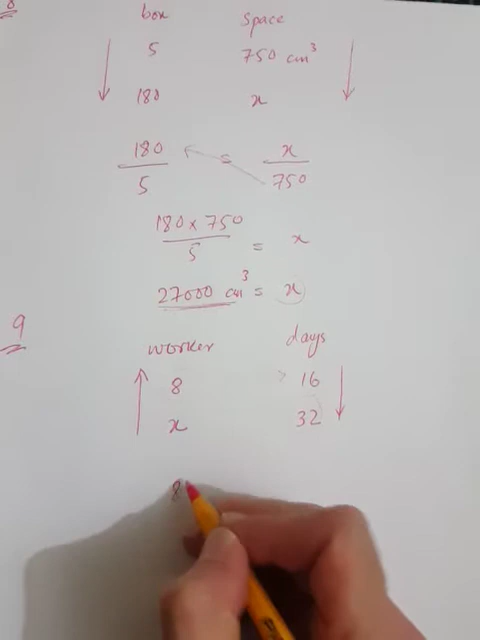 8
box space
5 750 cm³
180 x
180/5 = x/750
180 x 750/5 = x
27000 cm³ = x
9
worker days
8 16
x 32
8